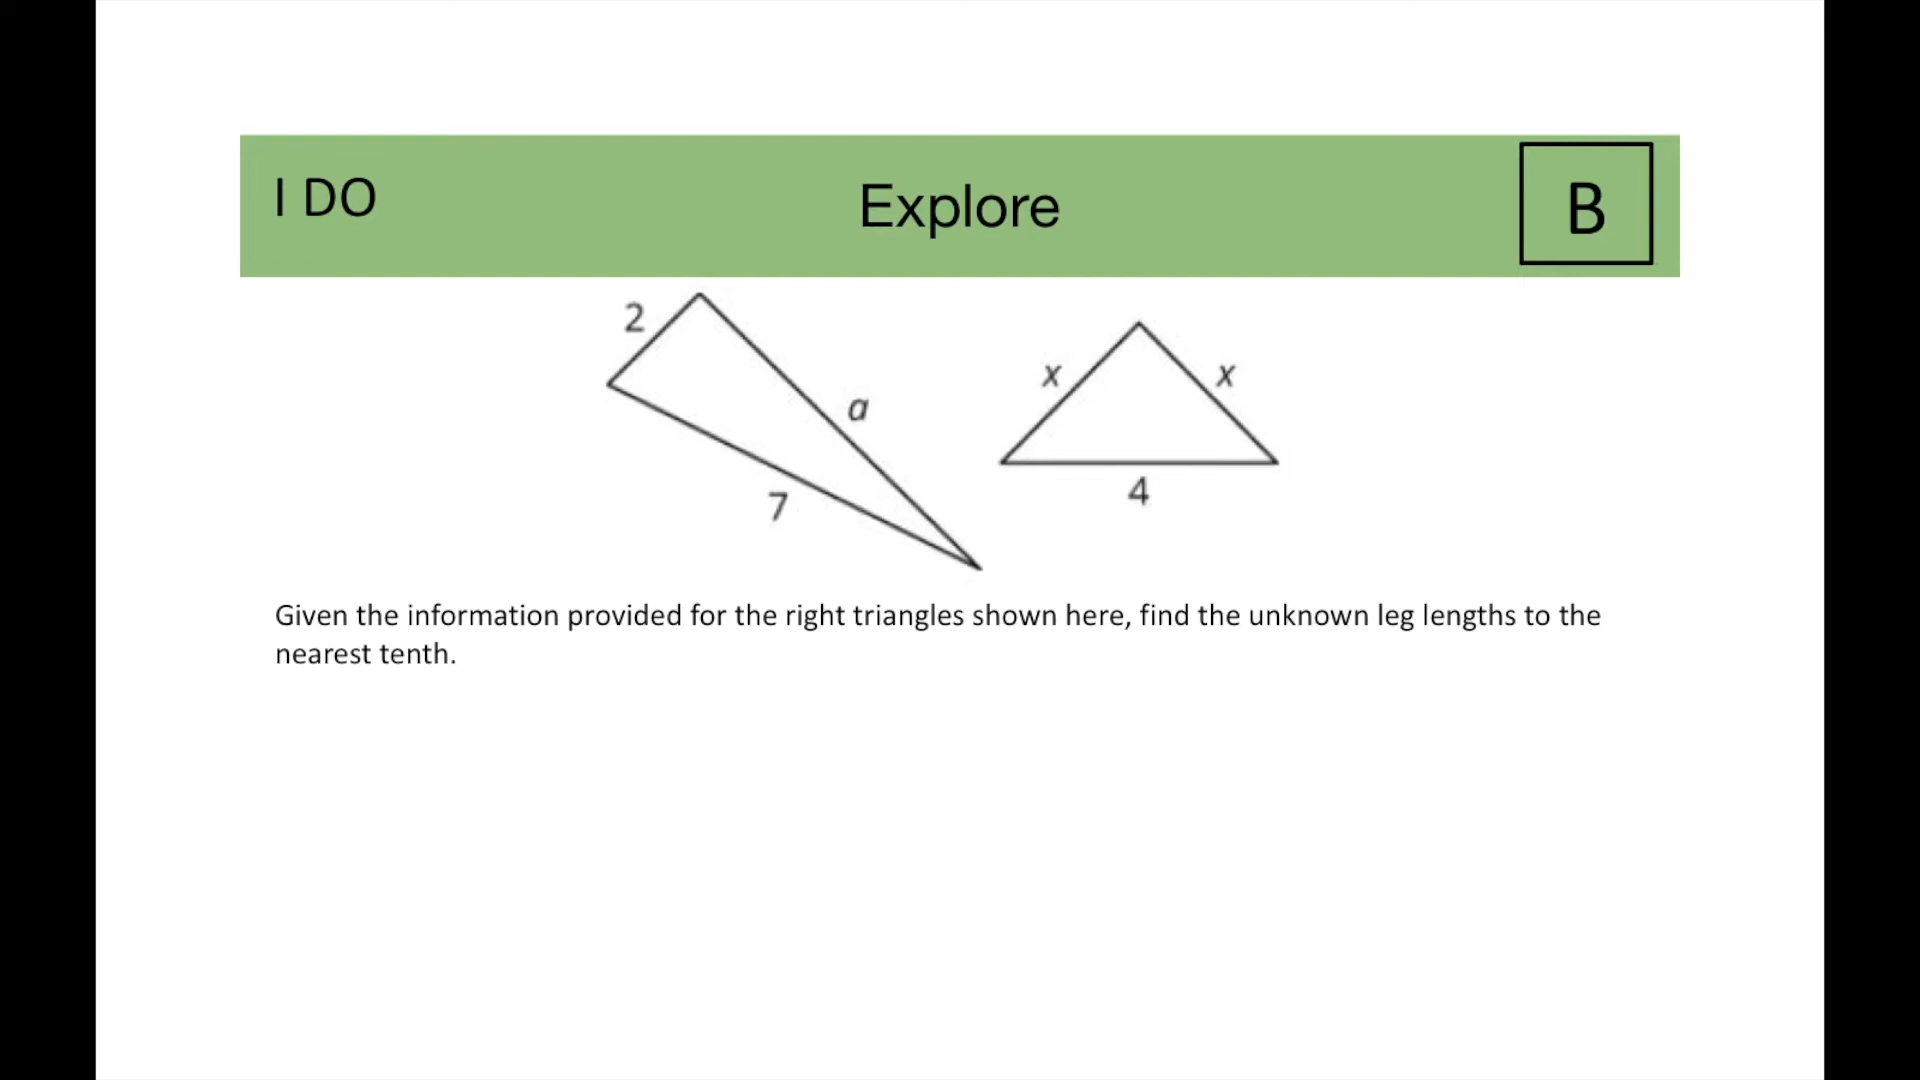 I DO
Explore
B
2
a
7
x
x
4
Given the information provided for the right triangles shown here, find the unknown leg lengths to the
nearest tenth.